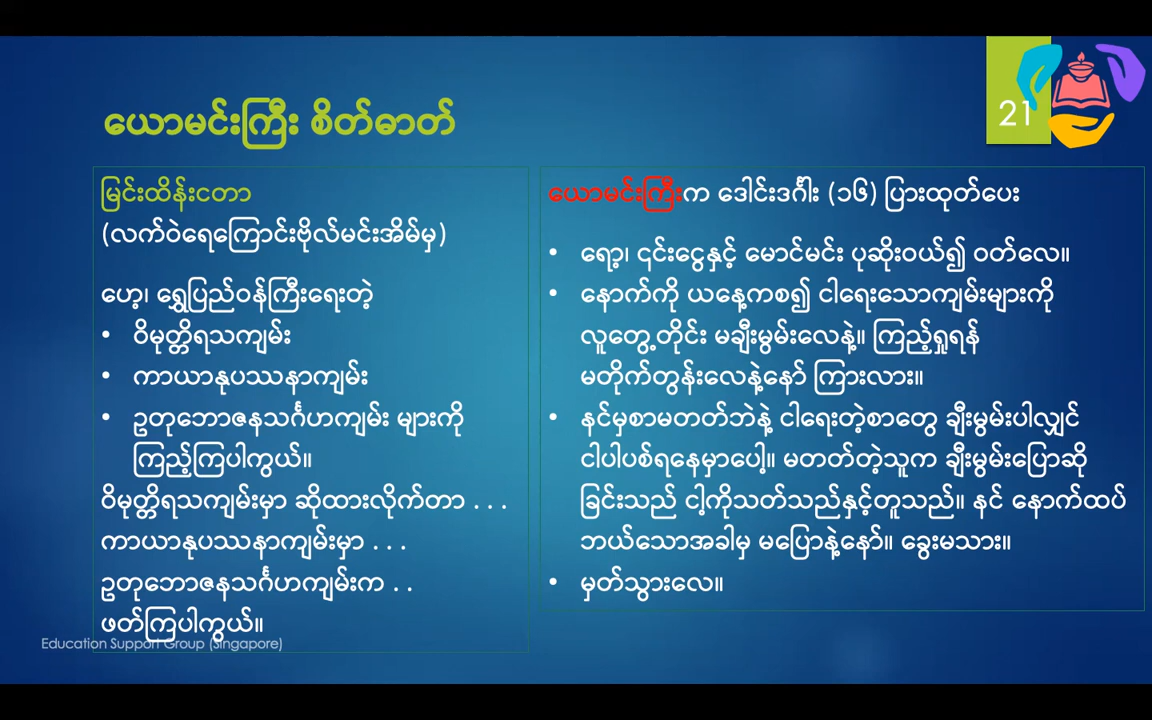 21
ယောမင်းကြီး စိတ်ဓာတ်
မြင်းထိန်းငတာ
(လက်ဝဲရေကြောင်းဗိုလ်မင်းအိမ်မှ)
ဟေ့၊ ရွှေပြည်ဝန်ကြီးရေးတဲ့
• ဝိမုတ္တိရသကျမ်း
• ကာယာနုပဿနာကျမ်း
• ဥတုဘောဇနသင်္ဂဟကျမ်း များကို
ကြည့်ကြပါကွယ်။
ဝိမုတ္တိရသကျမ်းမှာ ဆိုထားလိုက်တာ . . .
ကာယာနုပဿနာကျမ်းမှာ . . .
ဥတုဘောဇနသင်္ဂဟကျမ်းက . .
ဖတ်ကြပါကွယ်။
ယောမင်းကြီးက ဒေါင်းဒင်္ဂါး (၁၆) ပြားထုတ်ပေး
• ရော့၊ ၎င်းငွေနှင့် မောင်မင်း ပုဆိုးဝယ်၍ ဝတ်လေ။
• နောက်ကို ယနေ့ကစ၍ ငါရေးသောကျမ်းများကို
လူတွေ့တိုင်း မချီးမွမ်းလေနဲ့။ ကြည့်ရှုရန်
မတိုက်တွန်းလေနဲ့နော် ကြားလား။
• နင်မှစာမတတ်ဘဲနဲ့ ငါရေးတဲ့စာတွေ ချီးမွမ်းပါလျှင်
ငါပါပစ်ရနေမှာပေါ့။ မတတ်တဲ့သူက ချီးမွမ်းပြောဆို
ခြင်းသည် ငါ့ကိုသတ်သည်နှင့်တူသည်။ နင် နောက်ထပ်
ဘယ်သောအခါမှ မပြောနဲ့နော်။ ခွေးမသား။
• မှတ်သွားလေ။
Education Support Group (Singapore)